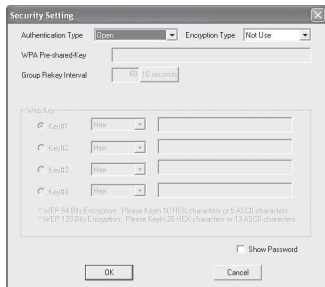 Security Setting
Authentication Type Open Encryption Type Not Use
WPA Pre-shared-Key
Group Rekey Interval 60 10 seconds
Wep Key
Key#1 Hex
Key#2 Hex
Key#3 Hex
Key#4 Hex
* WEP 64 Bits Encryption: Please Keyin 10 HEX characters or 5 ASCII characters
* WEP 128 Bits Encryption: Please Keyin 26 HEX characters or 13 ASCII characters
Show Password
OK Cancel